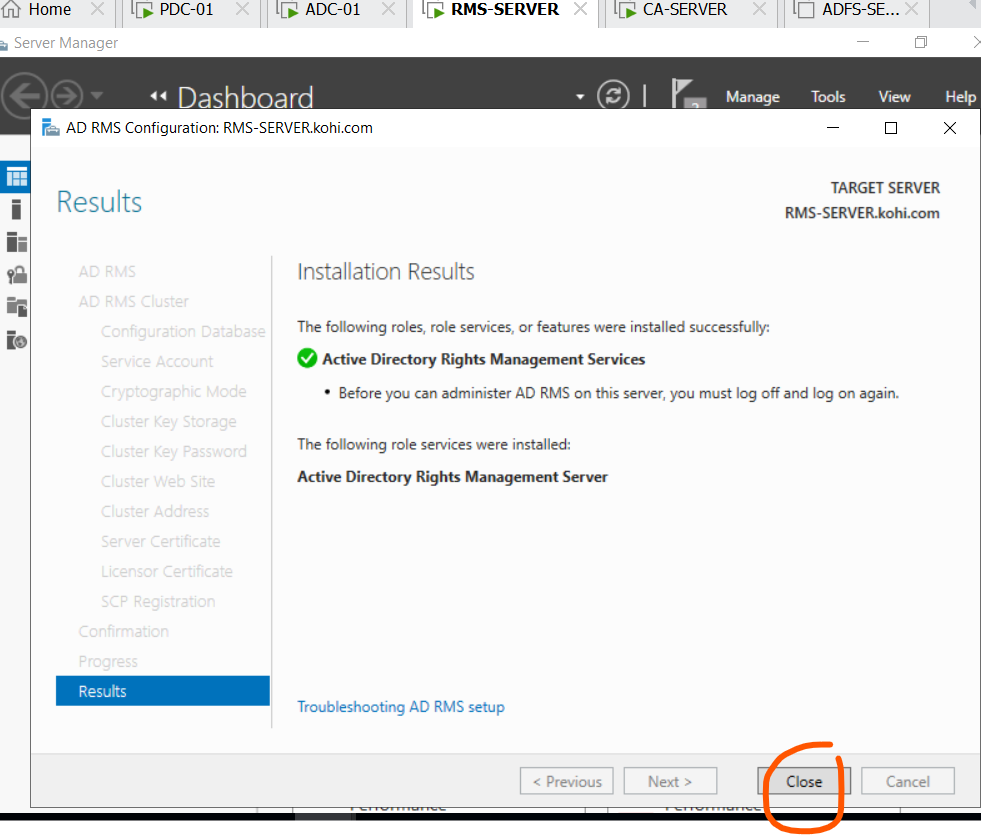 Home PDC-01 ADC-01 RMS-SERVER CA-SERVER ADFS-SE...
Server Manager
Dashboard Manage Tools View Help
AD RMS Configuration: RMS-SERVER.kohi.com
Results
TARGET SERVER
RMS-SERVER.kohi.com
AD RMS
AD RMS Cluster
Configuration Database
Service Account
Cryptographic Mode
Cluster Key Storage
Cluster Key Password
Cluster Web Site
Cluster Address
Server Certificate
Licensor Certificate
SCP Registration
Confirmation
Progress
Results
Installation Results
The following roles, role services, or features were installed successfully:
Active Directory Rights Management Services
• Before you can administer AD RMS on this server, you must log off and log on again.
The following role services were installed:
Active Directory Rights Management Server
Troubleshooting AD RMS setup
< Previous Next > Close Cancel
Performance Performance